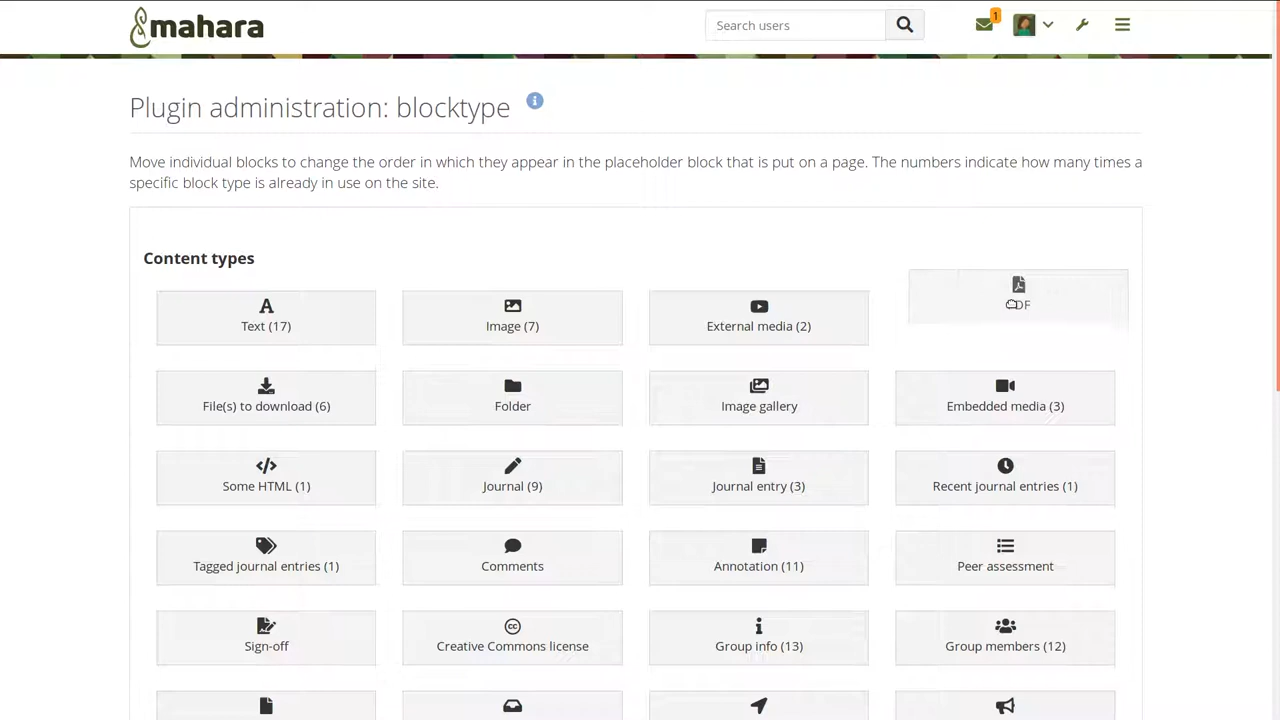 mahara
Search users
1
Plugin administration: blocktype
Move individual blocks to change the order in which they appear in the placeholder block that is put on a page. The numbers indicate how many times a
specific block type is already in use on the site.
Content types
Text (17)
Image (7)
External media (2)
File(s) to download (6)
Folder
Image gallery
Embedded media (3)
Some HTML (1)
Journal (9)
Journal entry (3)
Recent journal entries (1)
Tagged journal entries (1)
Comments
Annotation (11)
Peer assessment
Sign-off
Creative Commons license
Group info (13)
Group members (12)